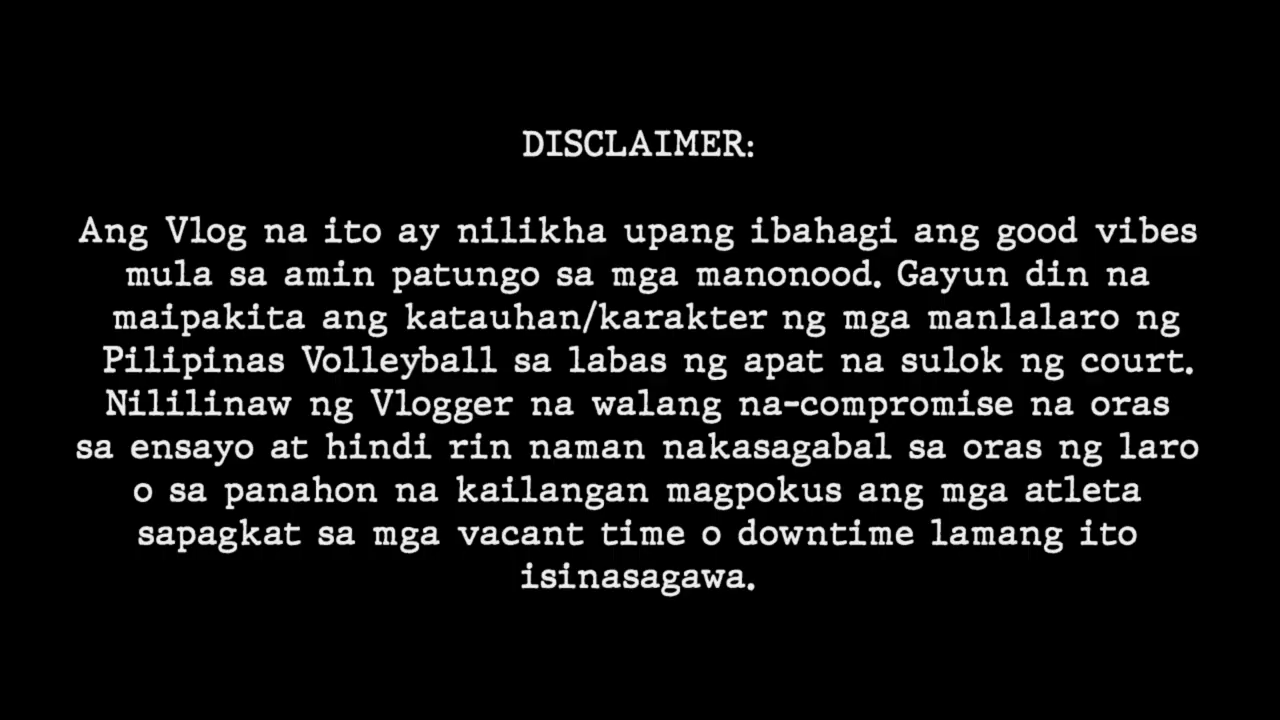 DISCLAIMER:
Ang Vlog na ito ay nilikha upang ibahagi ang good vibes
mula sa amin patungo sa mga manonood. Gayun din na
maipakita ang katauhan/karakter ng mga manlalaro ng
Pilipinas Volleyball sa labas ng apat na sulok ng court.
Nililinaw ng Vlogger na walang na-compromise na oras
sa ensayo at hindi rin naman nakasagabal sa oras ng laro
o sa panahon na kailangan magpokus ang mga atleta
sapagkat sa mga vacant time o downtime lamang ito
isinasagawa.